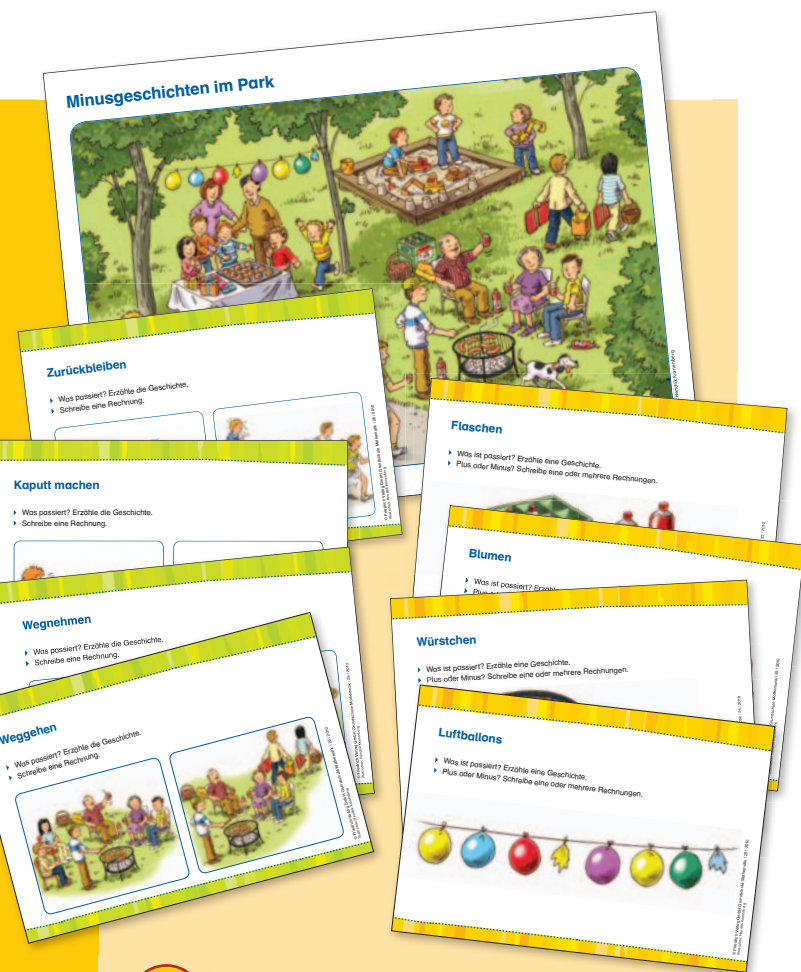 Minusgeschichten im Park
Zurückbleiben
Was passiert? Erzähle die Geschichte.
Schreibe eine Rechnung.
Kaputt machen
Was passiert? Erzähle die Geschichte.
Schreibe eine Rechnung.
Wegnehmen
Was passiert? Erzähle die Geschichte.
Schreibe eine Rechnung.
Weggehen
Was passiert? Erzähle die Geschichte.
Schreibe eine Rechnung.
Flaschen
Was ist passiert? Erzähle eine Geschichte.
Plus oder Minus? Schreibe eine oder mehrere Rechnungen.
Blumen
Was ist passiert?
Würstchen
Was ist passiert? Erzähle eine Geschichte.
Plus oder Minus? Schreibe eine oder mehrere Rechnungen.
Luftballons
Was ist passiert? Erzähle eine Geschichte.
Plus oder Minus? Schreibe eine oder mehrere Rechnungen.